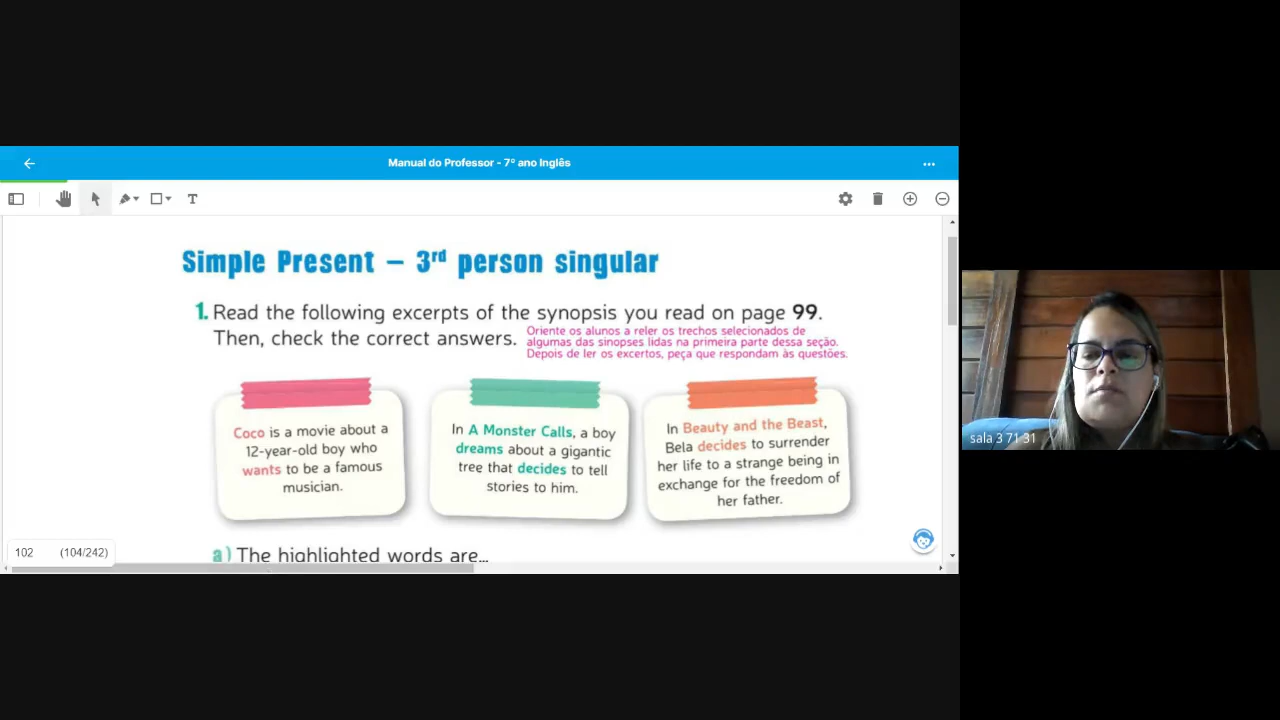 Manual do Professor - 7º ano Inglês
T
Simple Present – 3rd person singular
1. Read the following excerpts of the synopsis you read on page 99.
Then, check the correct answers.
Oriente os alunos a reler os trechos selecionados de
algumas das sinopses lidas na primeira parte dessa seção.
Depois de ler os excertos, peça que respondam às questões.
Coco is a movie about a
12-year-old boy who
wants to be a famous
musician.
In A Monster Calls, a boy
dreams about a gigantic
tree that decides to tell
stories to him.
In Beauty and the Beast,
Bela decides to surrender
her life to a strange being in
exchange for the freedom of
her father.
a) The highlighted words are...
102 (104/242)
sala 3 71 31